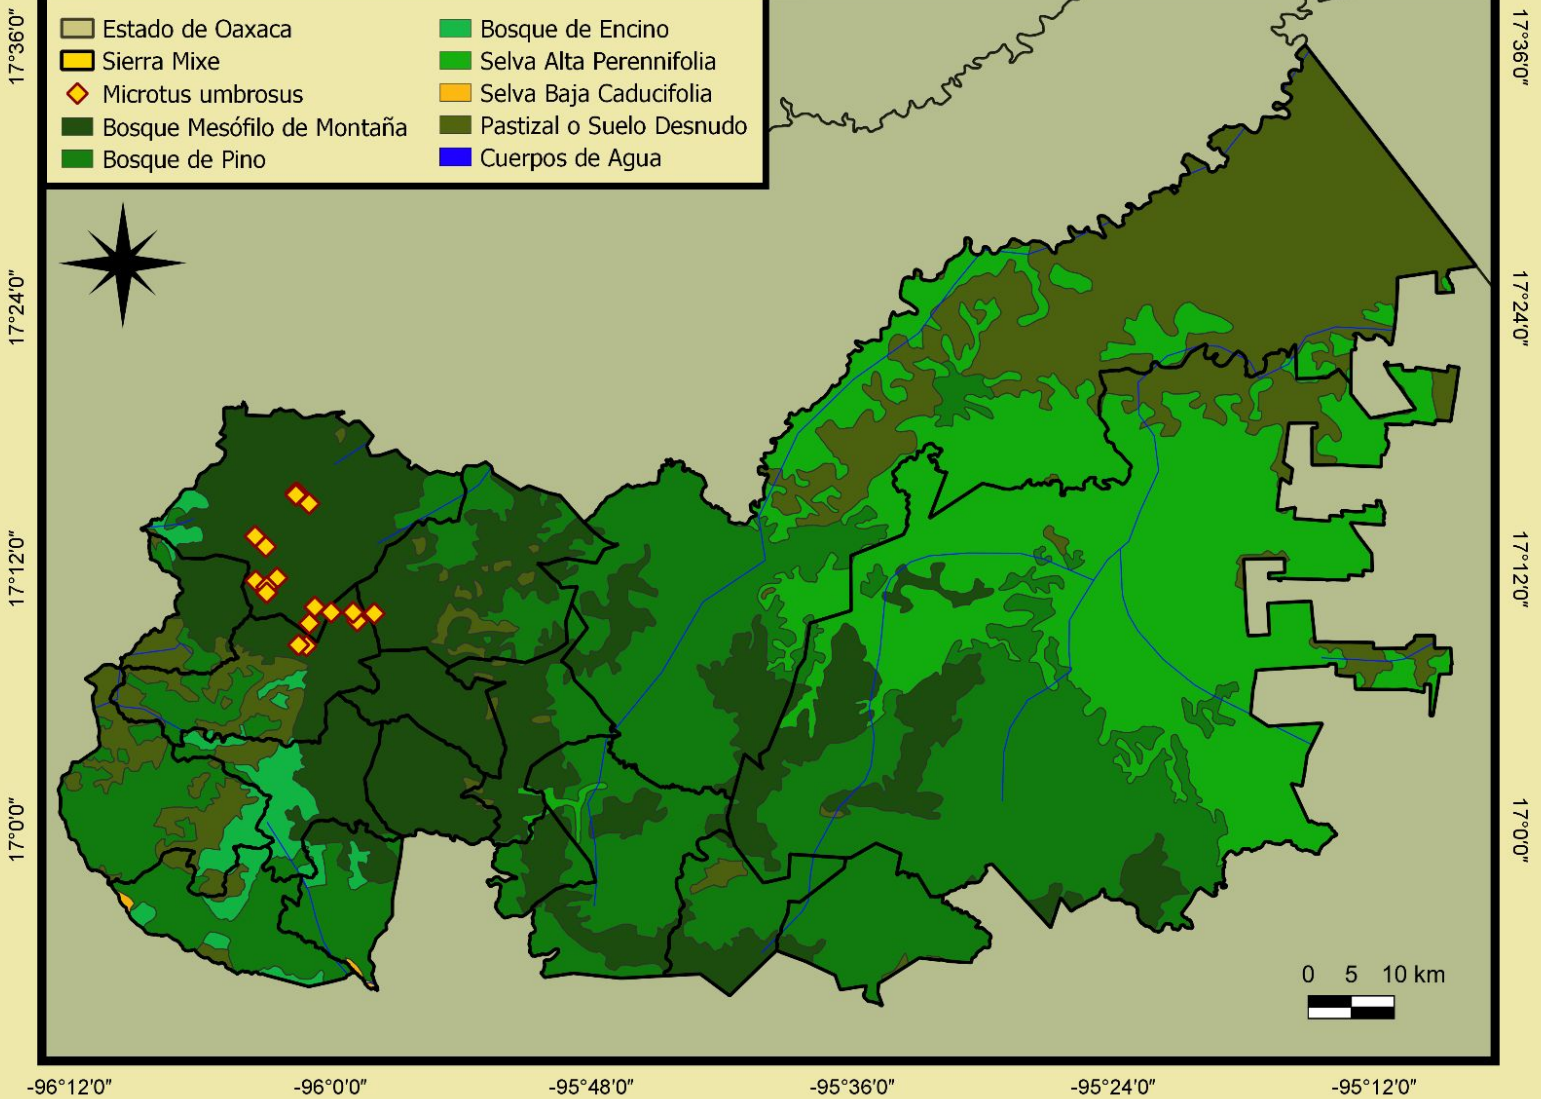 Estado de Oaxaca
Sierra Mixe
Microtus umbrosus
Bosque Mesófilo de Montaña
Bosque de Pino
Bosque de Encino
Selva Alta Perennifolia
Selva Baja Caducifolia
Pastizal o Suelo Desnudo
Cuerpos de Agua
17°36'0"
17°24'0"
17°12'0"
17°0'0"
17°36'0"
17°24'0"
17°12'0"
17°0'0"
0 5 10 km
-96°12'0" -96°0'0" -95°48'0" -95°36'0" -95°24'0" -95°12'0"